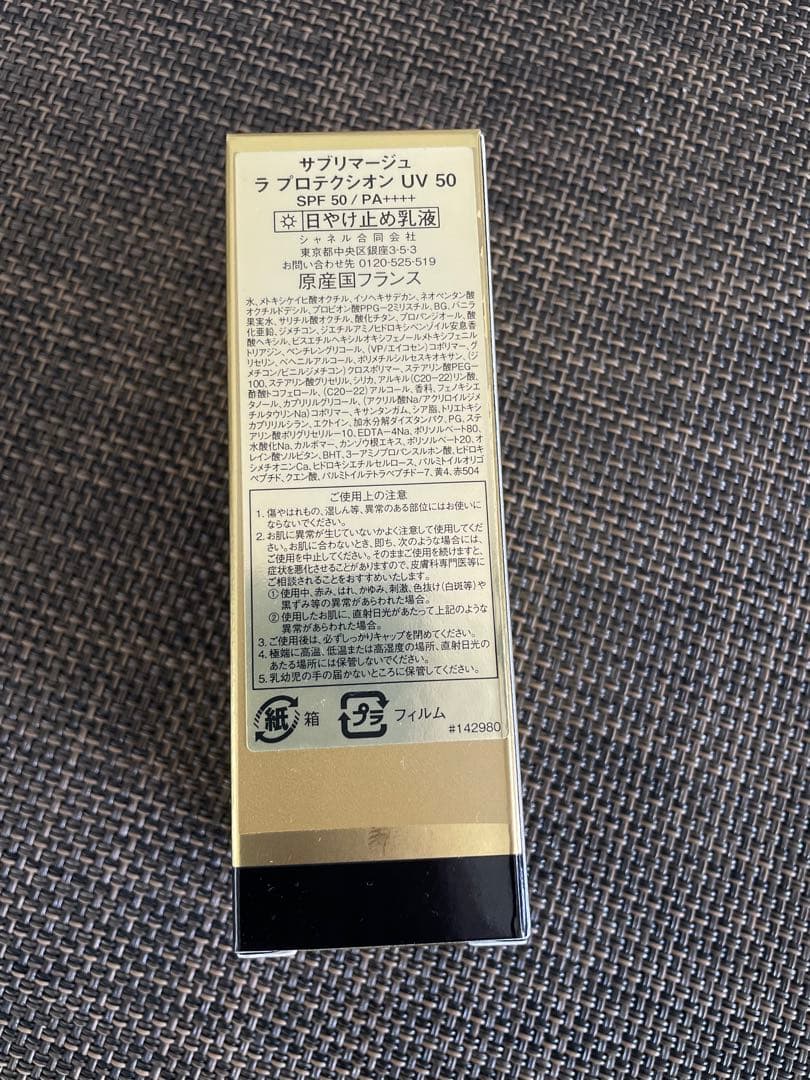 サブリマージュ
ラ プロテクシオン UV 50
SPF 50 / PA++++
日やけ止め乳液
シャネル合同会社
東京都中央区銀座3-5-3
お問い合わせ先 0120-525-519
原産国フランス
水、メトキシケイヒ酸オクチル、イソヘキサデカン、ネオペンタン酸
オクチルドデシル、プロピオン酸PPG-2ミリスチル、BG、バニラ
果実水、サリチル酸オクチル、酸化チタン、プロパンジオール、酸
化亜鉛、ジメチコン、ジエチルアミノヒドロキシベンゾイル安息香
酸ヘキシル、ビスエチルヘキシルオキシフェノールメトキシフェニル
トリアジン、ペンチレングリコール、(VP/エイコセン)コポリマー、グ
リセリン、ベヘニルアルコール、ポリメチルシルセスキオキサン、(ジ
メチコン/ビニルジメチコン)クロスポリマー、ステアリン酸PEG-
100、ステアリン酸グリセリル、シリカ、アルキル(C20-22)リン酸、
酢酸トコフェロール、(C20-22)アルコール、香料、フェノキシエ
タノール、カプリリルグリコール、(アクリル酸Na/アクリロイルジメ
チルタウリンNa)コポリマー、キサンタンガム、シア脂、トリエトキシ
カプリリルシラン、エクトイン、加水分解ダイズタンパク、PG、ステ
アリン酸ポリグリセリル-10、EDTA-4Na、ポリソルベート80、
水酸化Na、カルボマー、カンゾウ根エキス、ポリソルベート20、オ
レイン酸ソルビタン、BHT、3-アミノプロパンスルホン酸、ヒドロキ
シメチオニンCa、ヒドロキシエチルセルロース、パルミトイルオリゴ
ペプチド、クエン酸、パルミトイルテトラペプチド-7、黄4、赤504
ご使用上の注意
1. 傷やはれもの、湿しん等、異常のある部位にはお使いに
ならないでください。
2. お肌に異常が生じていないかよく注意して使用してくだ
さい。お肌に合わないとき、即ち、次のような場合には、
ご使用を中止してください。そのままご使用を続けますと、
症状を悪化させることがありますので、皮膚科専門医等に
ご相談されることをおすすめいたします。
① 使用中、赤み、はれ、かゆみ、刺激、色抜け(白斑等)や
黒ずみ等の異常があらわれた場合。
② 使用したお肌に、直射日光があたって上記のような
異常があらわれた場合。
3. ご使用後は、必ずしっかりキャップを閉めてください。
4. 極端に高温、低温または高湿度の場所、直射日光の
あたる場所には保管しないでください。
5. 乳幼児の手の届かないところに保管してください。
紙 箱 プラ フィルム
#142980